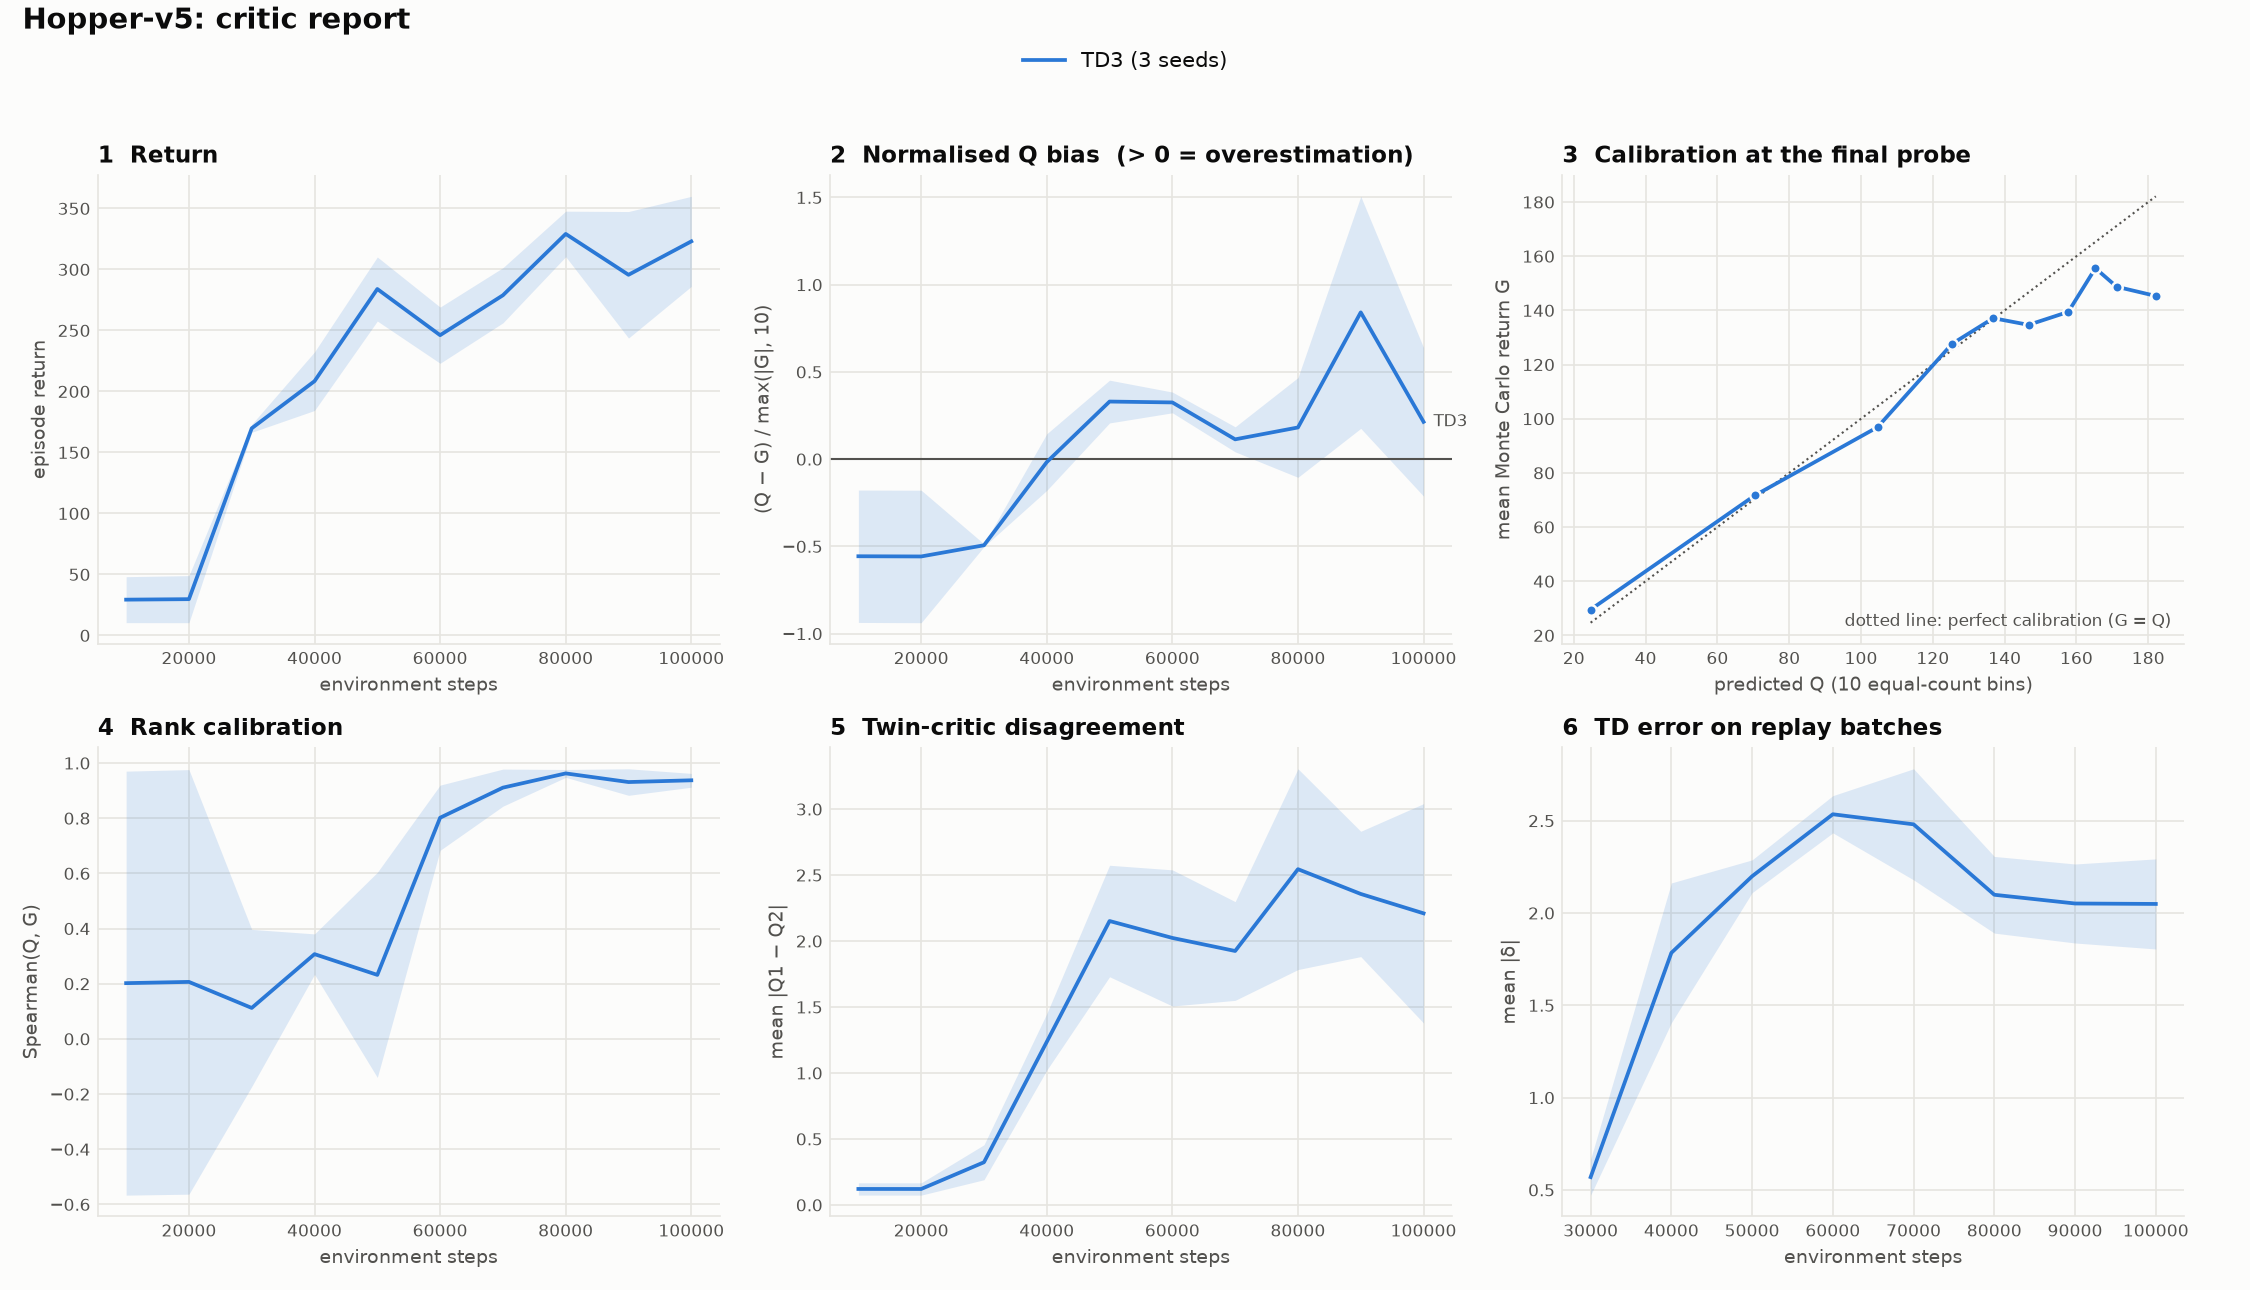 Hopper-v5: critic report
TD3 (3 seeds)
1 Return
episode return
350
300
250
200
150
100
50
0
20000 40000 60000 80000 100000
environment steps
2 Normalised Q bias (> 0 = overestimation)
(Q − G) / max(|G|, 10)
1.5
1.0
0.5
0.0
−0.5
−1.0
TD3
20000 40000 60000 80000 100000
environment steps
3 Calibration at the final probe
mean Monte Carlo return G
180
160
140
120
100
80
60
40
20
dotted line: perfect calibration (G = Q)
20 40 60 80 100 120 140 160 180
predicted Q (10 equal-count bins)
4 Rank calibration
Spearman(Q, G)
1.0
0.8
0.6
0.4
0.2
0.0
−0.2
−0.4
−0.6
20000 40000 60000 80000 100000
environment steps
5 Twin-critic disagreement
mean |Q1 − Q2|
3.0
2.5
2.0
1.5
1.0
0.5
0.0
20000 40000 60000 80000 100000
environment steps
6 TD error on replay batches
mean |δ|
2.5
2.0
1.5
1.0
0.5
30000 40000 50000 60000 70000 80000 90000 100000
environment steps